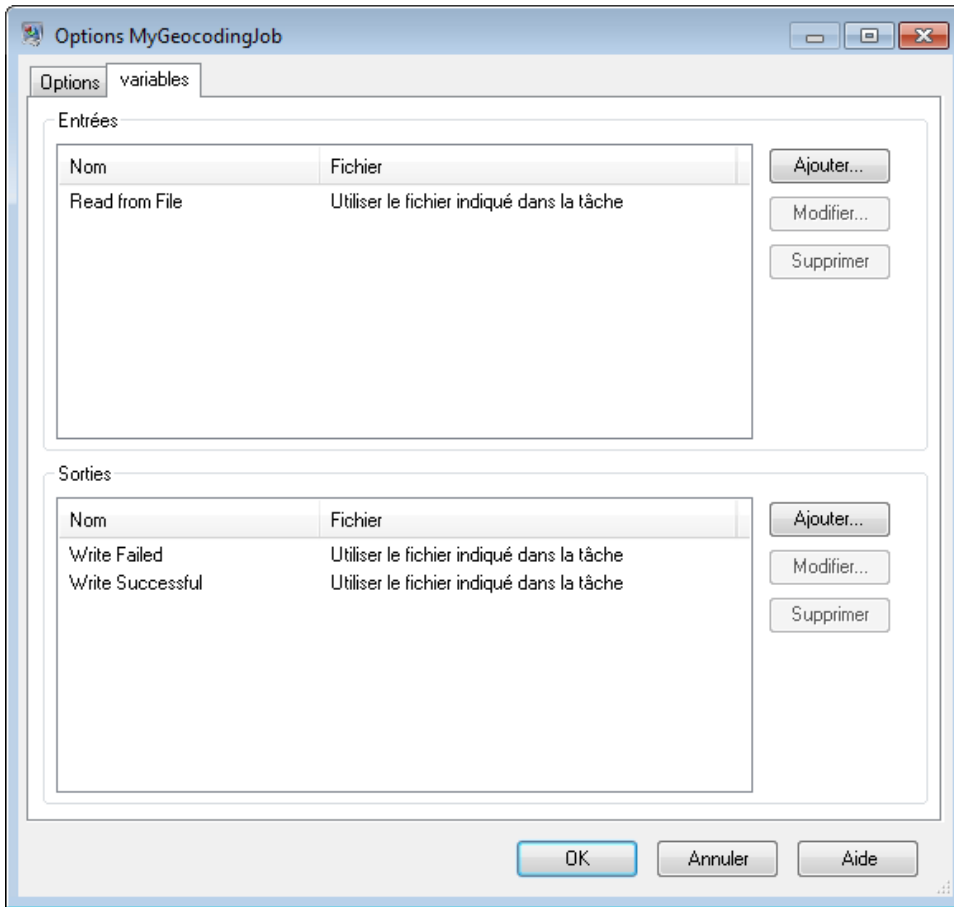 Options MyGeocodingJob
Options variables
Entrées
Nom Fichier
Read from File Utiliser le fichier indiqué dans la tâche
Ajouter...
Modifier...
Supprimer
Sorties
Nom Fichier
Write Failed Utiliser le fichier indiqué dans la tâche
Write Successful Utiliser le fichier indiqué dans la tâche
Ajouter...
Modifier...
Supprimer
OK Annuler Aide